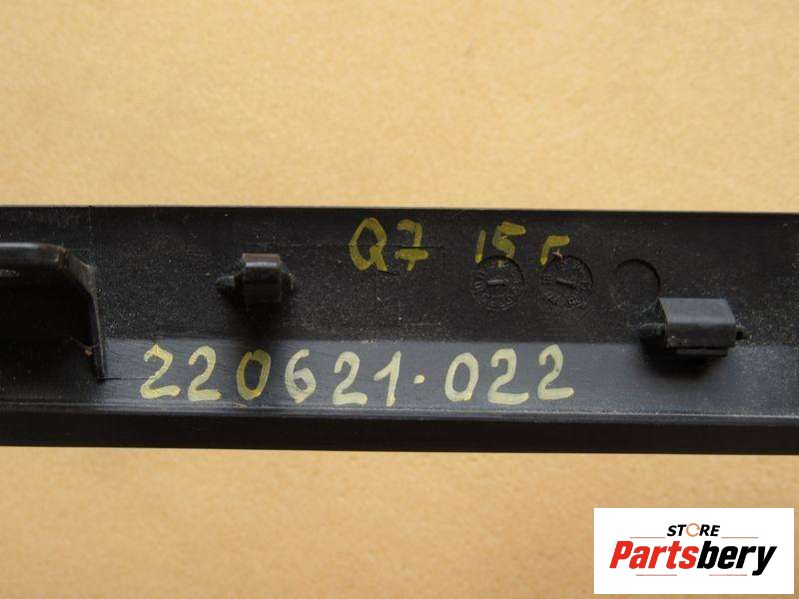 Q7 15 г
220621.022
STORE
Partsbery